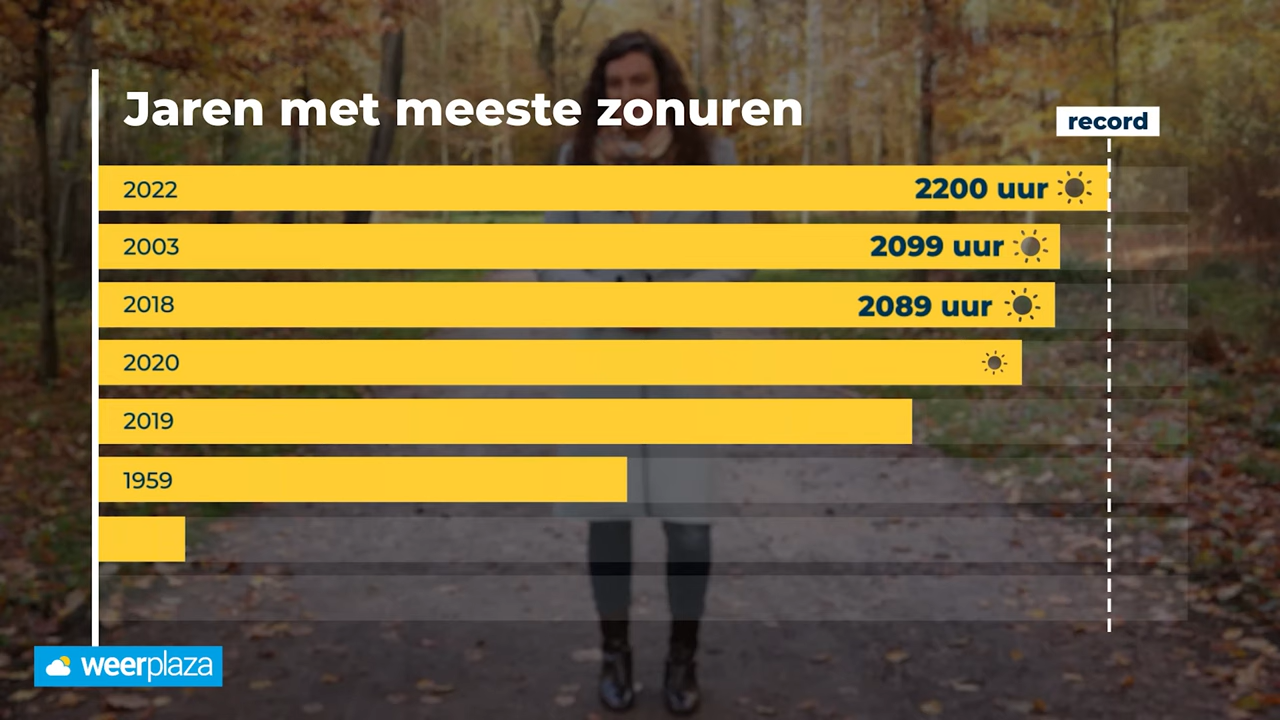 Jaren met meeste zonuren
record
2022 2200 uur
2003 2099 uur
2018 2089 uur
2020
2019
1959
weerplaza